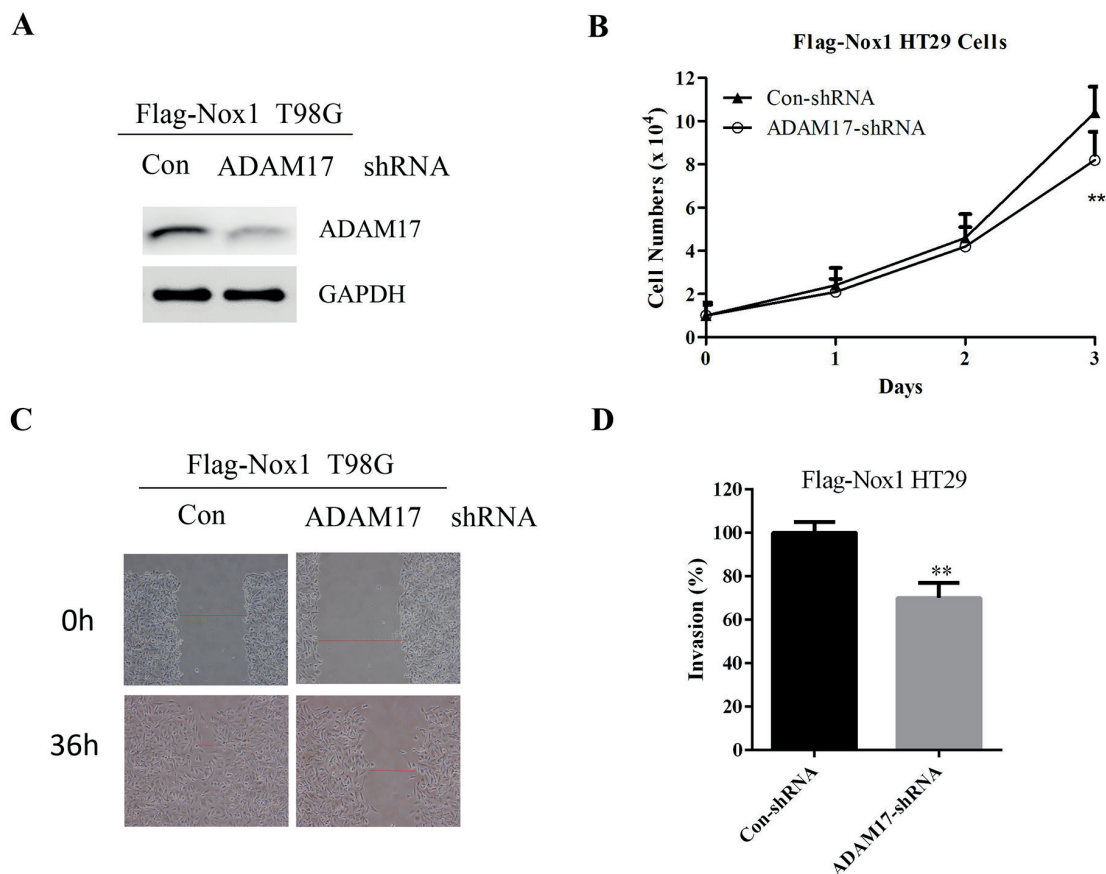 A
Flag-Nox1 T98G
Con ADAM17 shRNA
ADAM17
GAPDH
B
Flag-Nox1 HT29 Cells
Con-shRNA
ADAM17-shRNA
Cell Numbers (x 10⁴)
12
10
8
6
4
2
0
0 1 2 3
**
Days
C
Flag-Nox1 T98G
Con ADAM17 shRNA
0h
36h
D
Flag-Nox1 HT29
Invasion (%)
120
100
80
60
40
20
0
**
Con-shRNA
ADAM17-shRNA